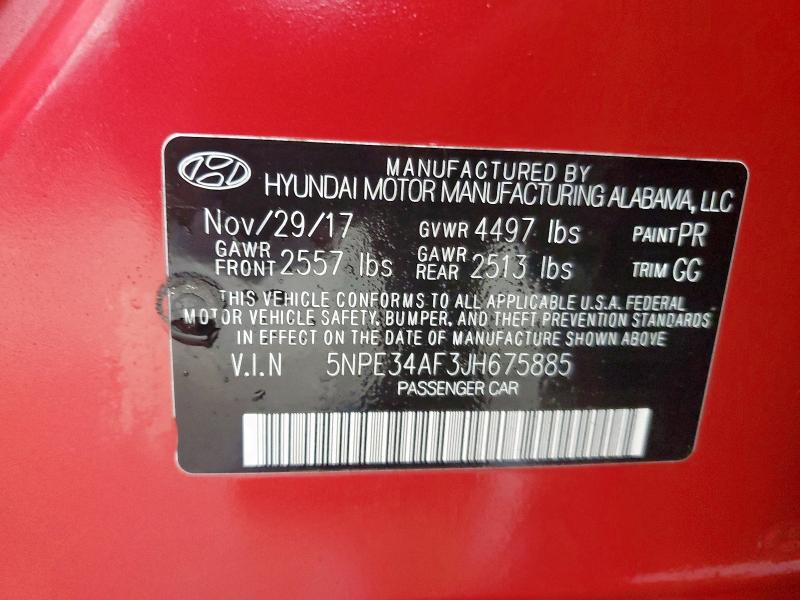 MANUFACTURED BY
HYUNDAI MOTOR MANUFACTURING ALABAMA, LLC
Nov/29/17 GVWR 4497 lbs PAINT PR
GAWR FRONT 2557 lbs GAWR REAR 2513 lbs TRIM GG
THIS VEHICLE CONFORMS TO ALL APPLICABLE U.S.A. FEDERAL
MOTOR VEHICLE SAFETY, BUMPER, AND THEFT PREVENTION STANDARDS
IN EFFECT ON THE DATE OF MANUFACTURE SHOWN ABOVE
V.I.N 5NPE34AF3JH675885
PASSENGER CAR